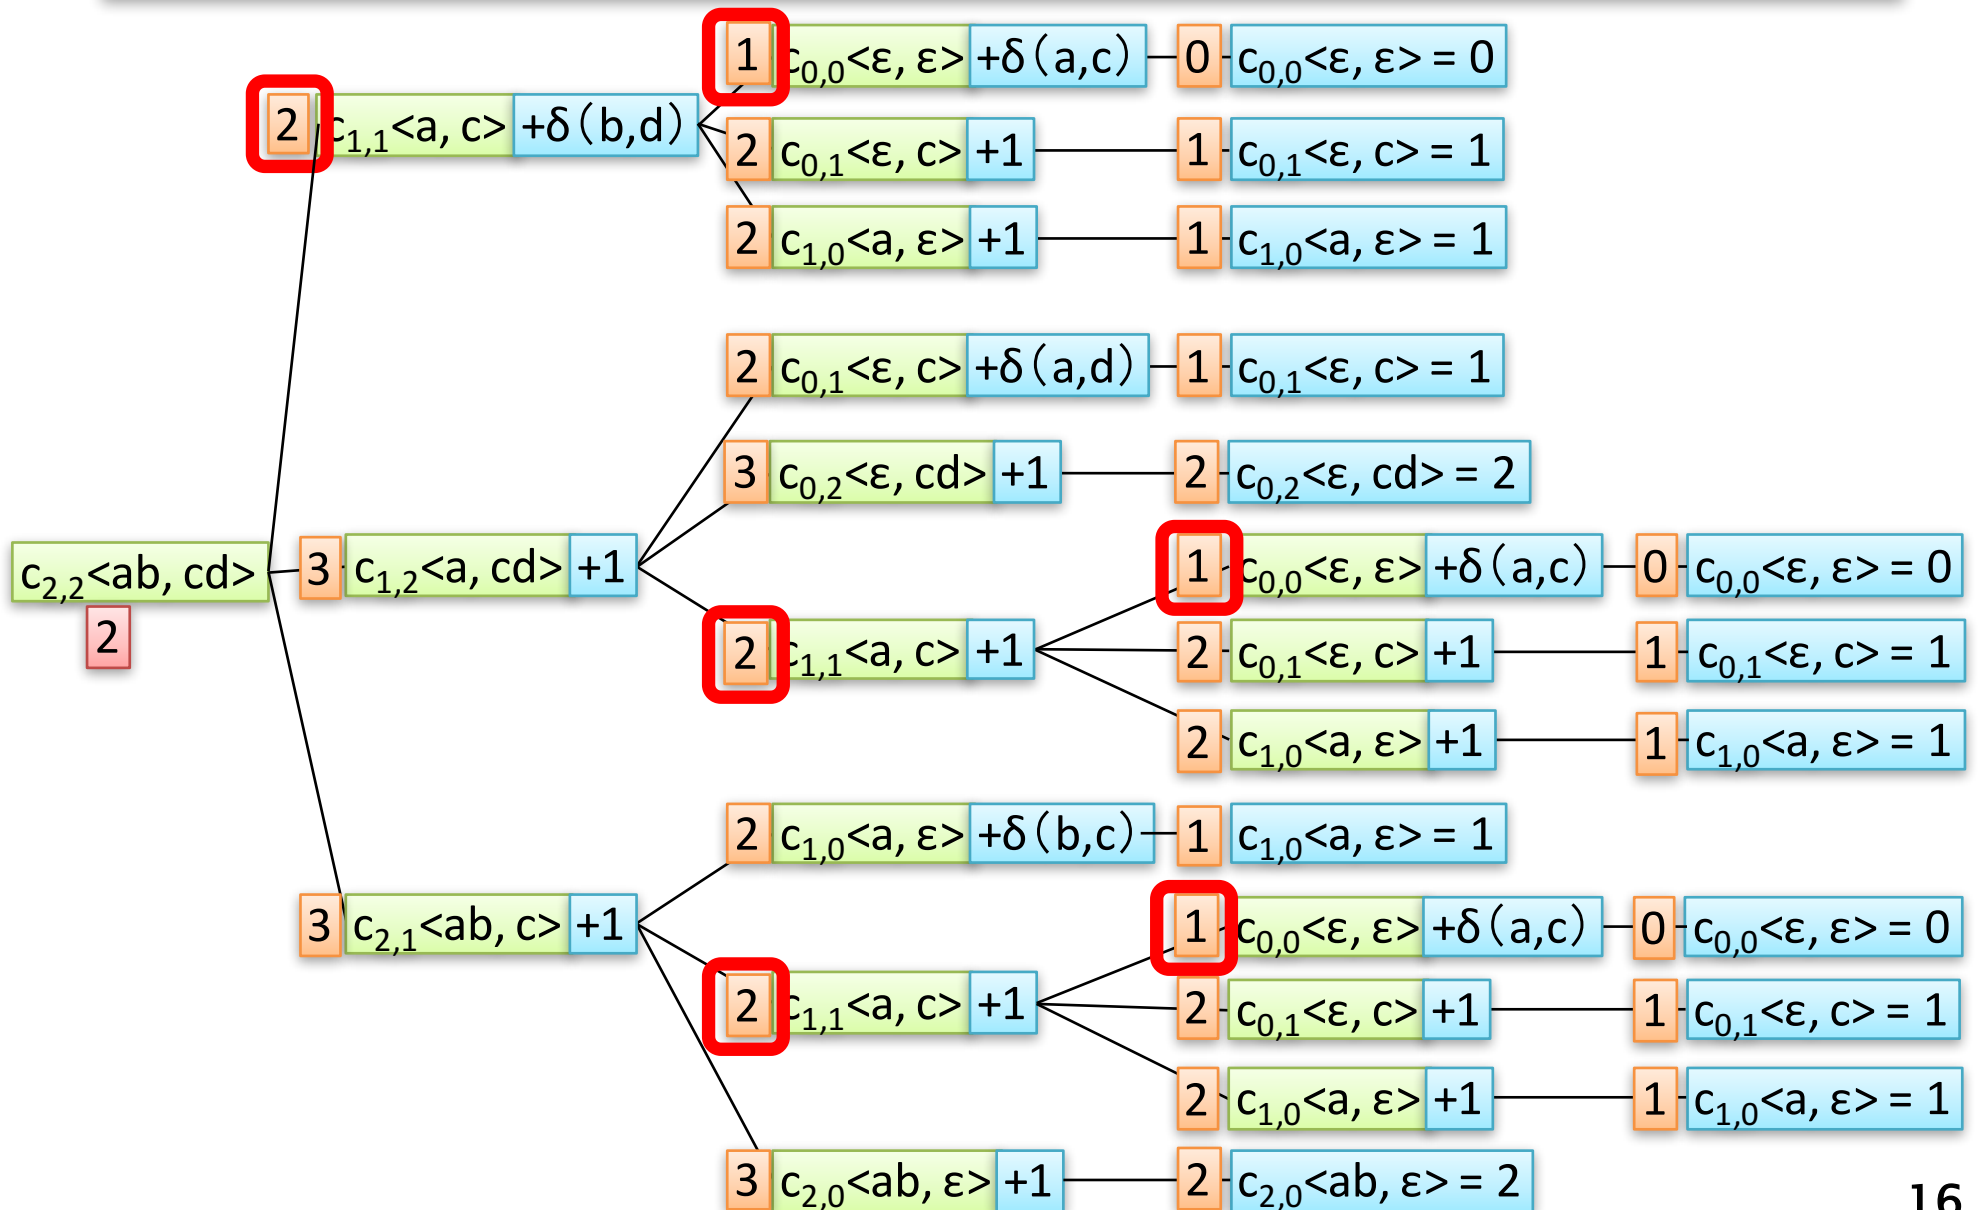 1 c0,0<ε, ε> +δ(a,c) 0 c0,0<ε, ε> = 0
2 c1,1<a, c> +δ(b,d)
2 c0,1<ε, c> +1 1 c0,1<ε, c> = 1
2 c1,0<a, ε> +1 1 c1,0<a, ε> = 1
2 c0,1<ε, c> +δ(a,d) 1 c0,1<ε, c> = 1
3 c0,2<ε, cd> +1 2 c0,2<ε, cd> = 2
c2,2<ab, cd> 3 c1,2<a, cd> +1 1 c0,0<ε, ε> +δ(a,c) 0 c0,0<ε, ε> = 0
2 2 c1,1<a, c> +1 2 c0,1<ε, c> +1 1 c0,1<ε, c> = 1
2 c1,0<a, ε> +1 1 c1,0<a, ε> = 1
2 c1,0<a, ε> +δ(b,c) 1 c1,0<a, ε> = 1
3 c2,1<ab, c> +1 1 c0,0<ε, ε> +δ(a,c) 0 c0,0<ε, ε> = 0
2 c1,1<a, c> +1 2 c0,1<ε, c> +1 1 c0,1<ε, c> = 1
2 c1,0<a, ε> +1 1 c1,0<a, ε> = 1
3 c2,0<ab, ε> +1 2 c2,0<ab, ε> = 2
16